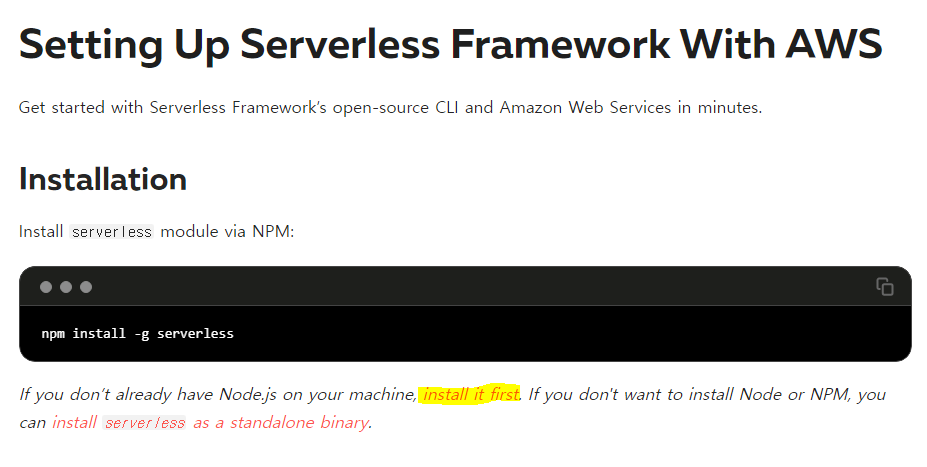 Setting Up Serverless Framework With AWS
Get started with Serverless Framework’s open-source CLI and Amazon Web Services in minutes.
Installation
Install serverless module via NPM:
npm install -g serverless
If you don’t already have Node.js on your machine, install it first. If you don't want to install Node or NPM, you
can install serverless as a standalone binary.